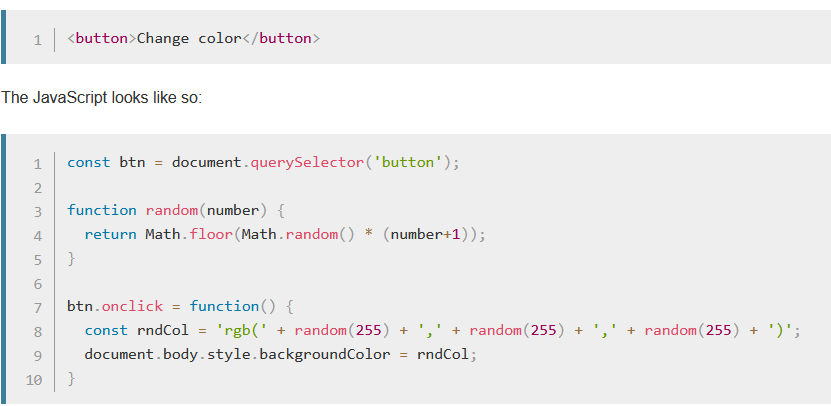 1 <button>Change color</button>
The JavaScript looks like so:
1 const btn = document.querySelector('button');
2
3 function random(number) {
4   return Math.floor(Math.random() * (number+1));
5 }
6
7 btn.onclick = function() {
8   const rndCol = 'rgb(' + random(255) + ',' + random(255) + ',' + random(255) + ')';
9   document.body.style.backgroundColor = rndCol;
10 }